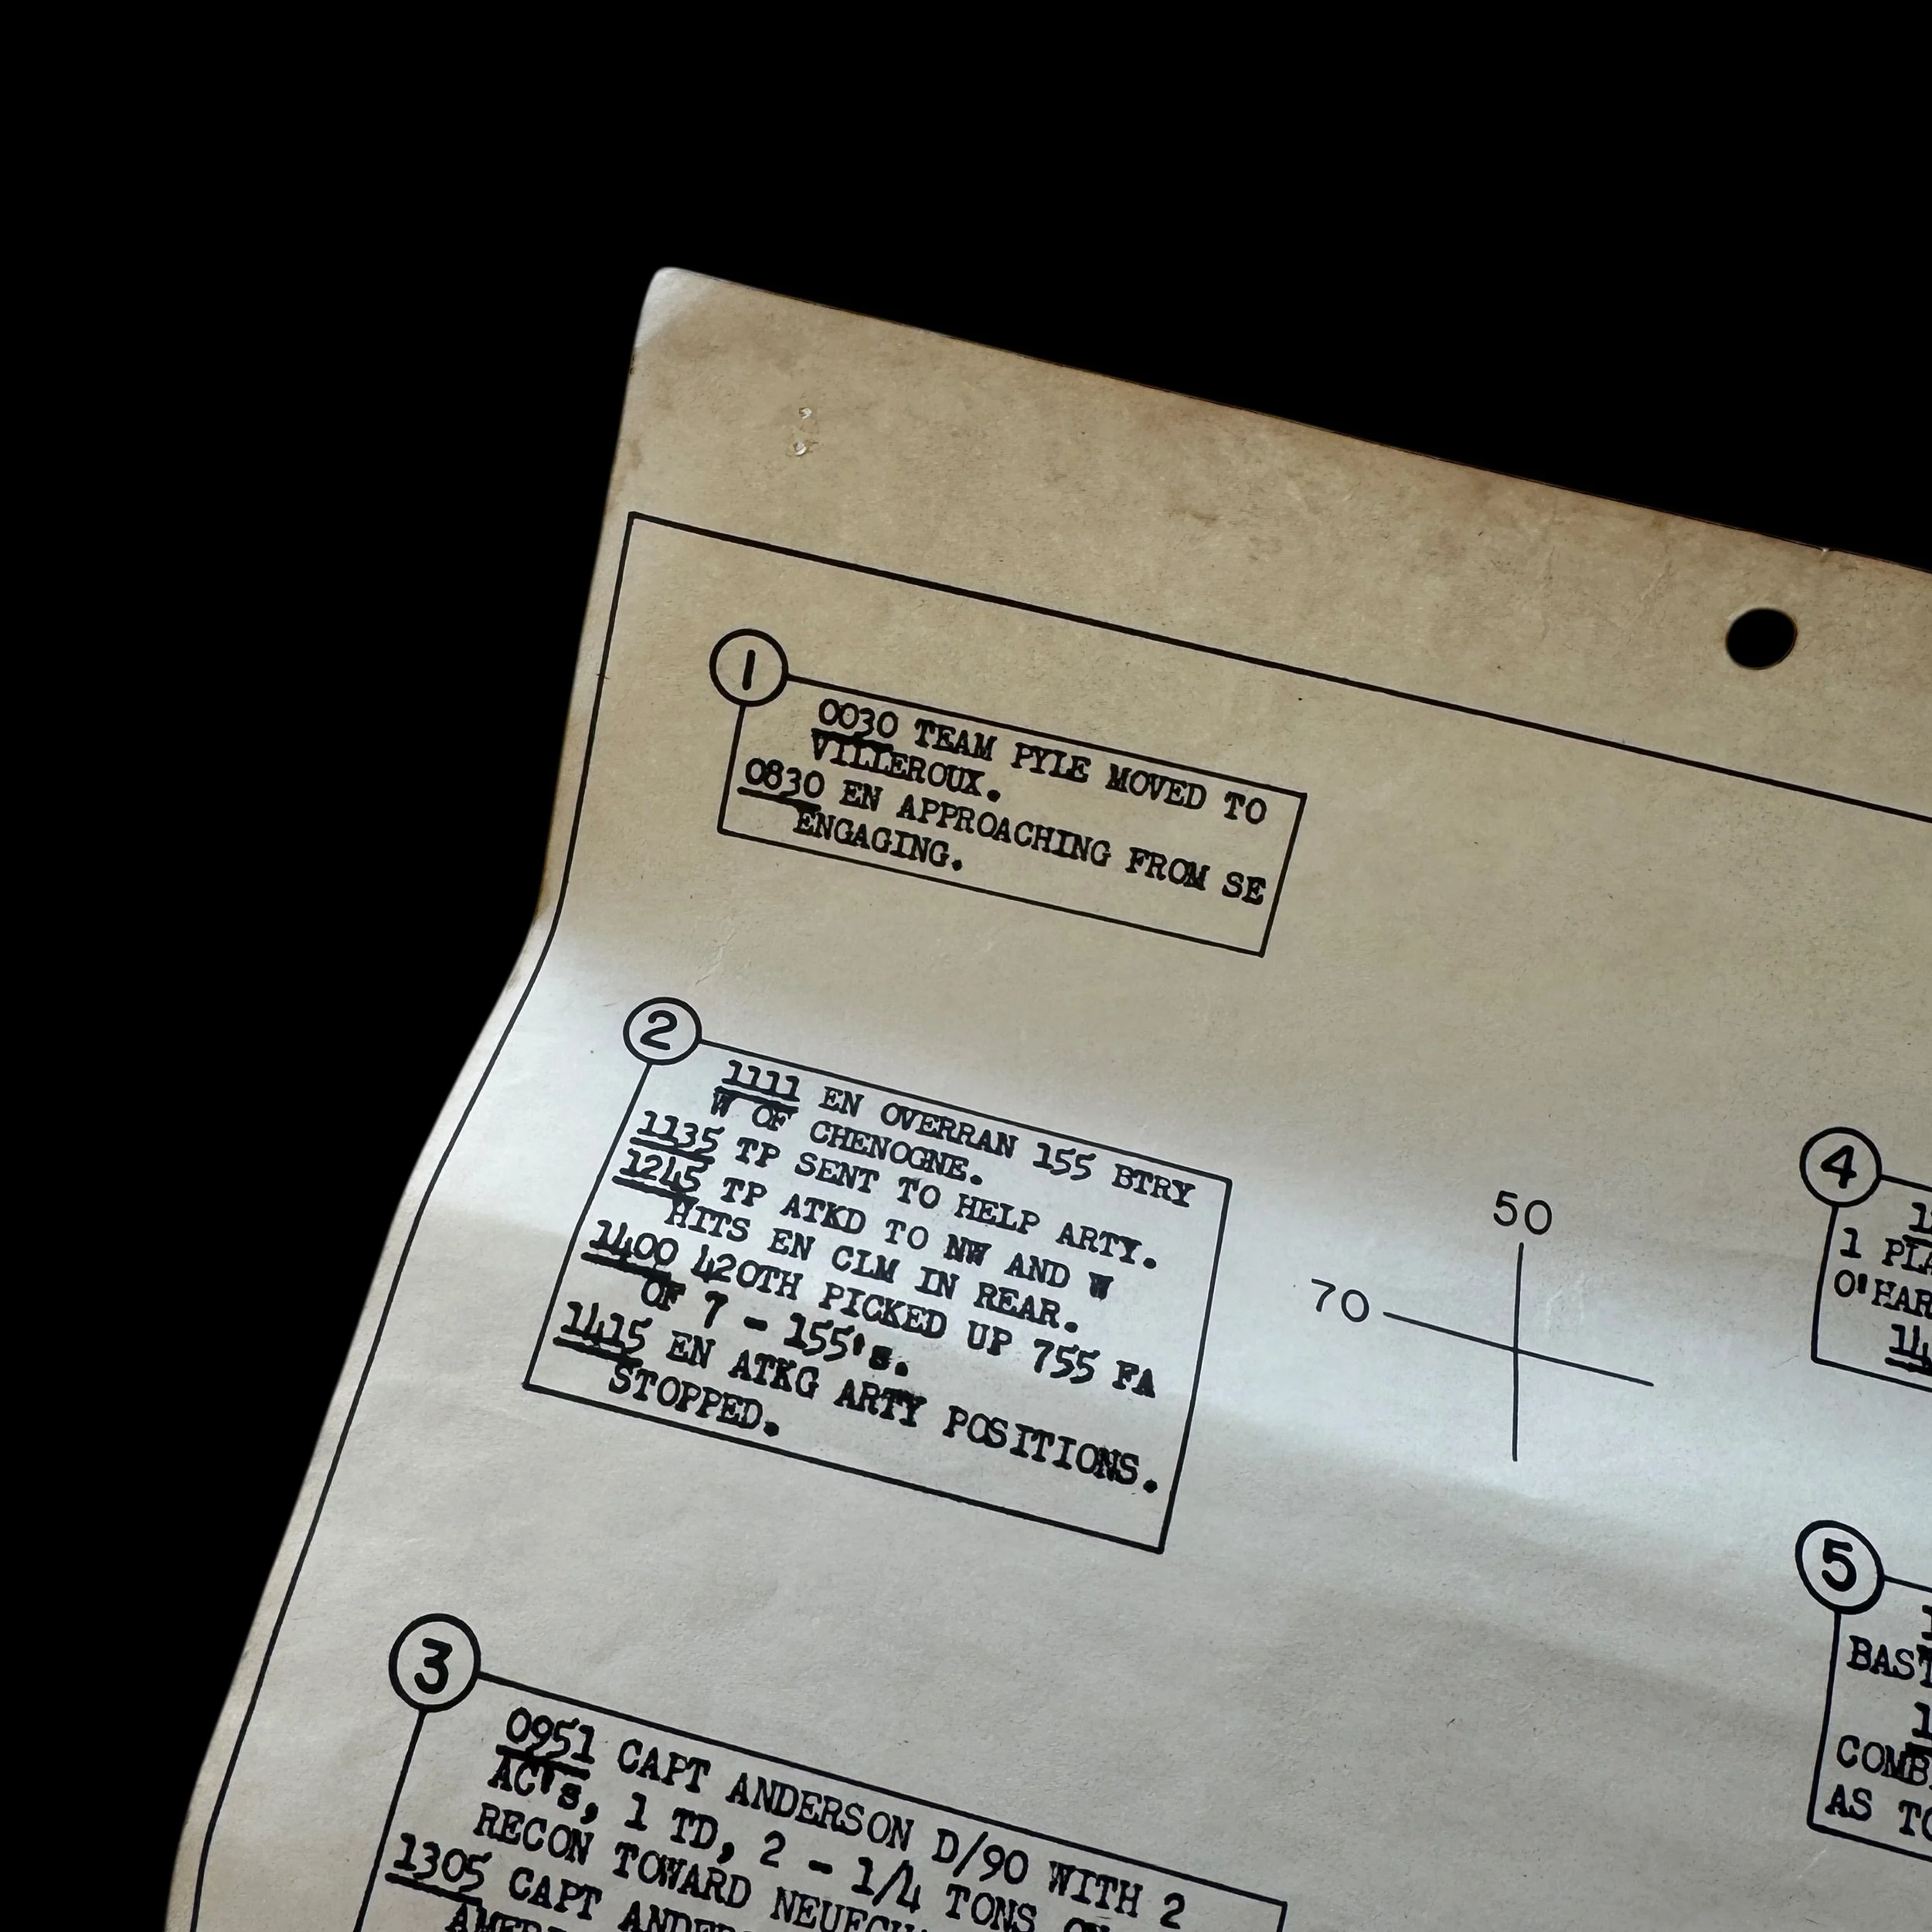 1
0030 TEAM PYLE MOVED TO
VILLEROUX.
0830 EN APPROACHING FROM SE
ENGAGING.
2
1111 EN OVERRAN 155 BTRY
W OF CHENOGNE.
1135 TP SENT TO HELP ARTY.
1245 TP ATKD TO NW AND W
HITS EN CLM IN REAR.
1400 420TH PICKED UP 755 FA
OF 7 - 155's.
1415 EN ATKG ARTY POSITIONS.
STOPPED.
50
70
3
0951 CAPT ANDERSON D/90 WITH 2
AC's, 1 TD, 2 - 1/4 TONS
RECON TOWARD
1305 CAPT
4
1
O'HAR
5
BAST
COMB
AS TO